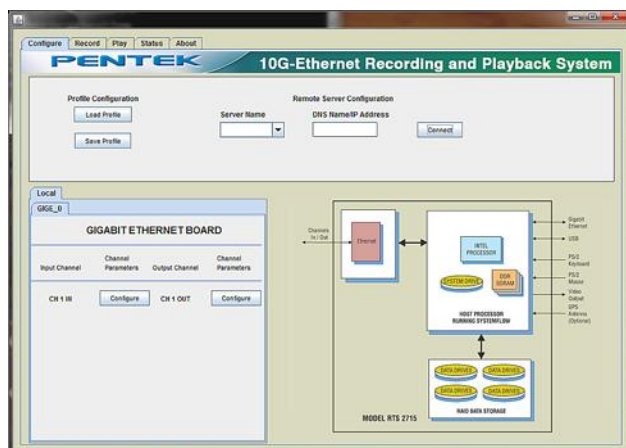 Configure Record Play States About
PENTEK 10G-Ethernet Recording and Playback System
Profile Configuration
Load Profile
Save Profile
Remote Server Configuration
Server Name
DNS Name/IP Address
Connect
Local
GIGE_0
GIGABIT ETHERNET BOARD
Input Channel
Channel
Parameters
Output Channel
Channel
Parameters
CH 1 IN
Configure
CH 1 OUT
Configure
Channels
In / Out
Ethernet
INTEL
PROCESSOR
SYSTEM DRIVE
DDR
SDRAM
HOST PROCESSOR
RUNNING SYSTEMFLOW
Gigabit
Ethernet
USB
PS/2
Keyboard
PS/2
Mouse
Video
Output
GPS
Antenna
(Optional)
DATA DRIVES
DATA DRIVES
DATA DRIVES
DATA DRIVES
RAID DATA STORAGE
MODEL RTS 2715